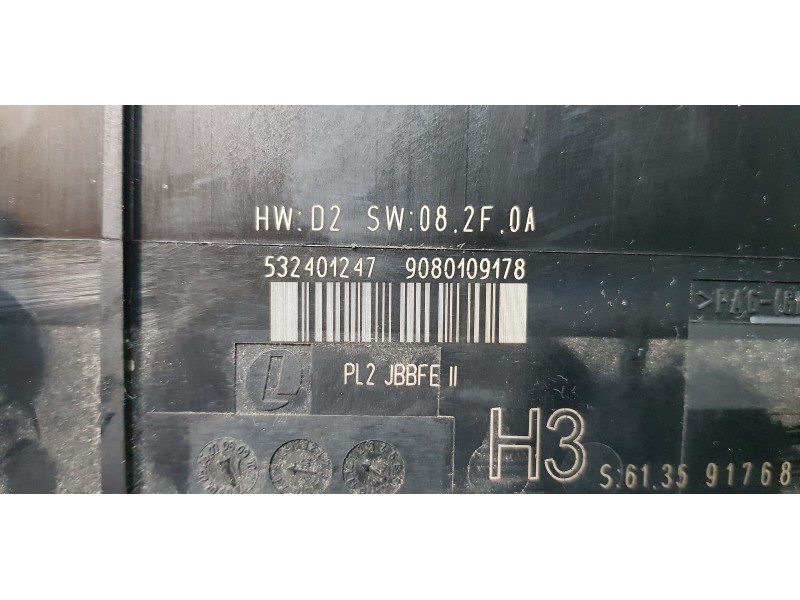 HW:D2 SW:08.2F.0A
532401247 9080109178
L
PL2 JBBFE II
H3
S:61.35 91768